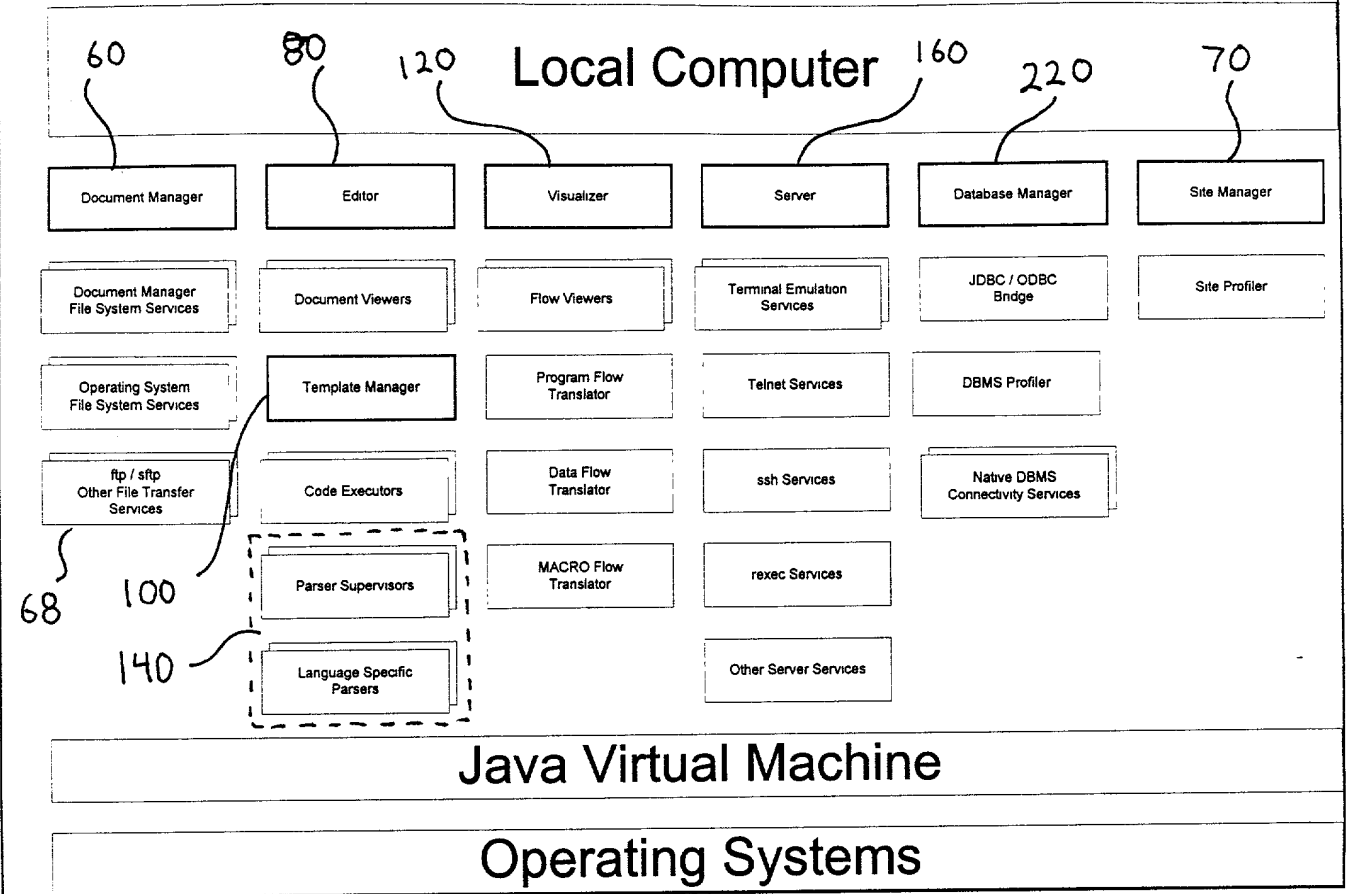 60
80
120
Local Computer
160
220
70
Document Manager
Editor
Visualizer
Server
Database Manager
Site Manager
Document Manager
File System Services
Document Viewers
Flow Viewers
Terminal Emulation
Services
JDBC / ODBC
Bridge
Site Profiler
Operating System
File System Services
Template Manager
Program Flow
Translator
Telnet Services
DBMS Profiler
ftp / sftp
Other File Transfer
Services
Code Executors
Data Flow
Translator
ssh Services
Native DBMS
Connectivity Services
68
100
Parser Supervisors
MACRO Flow
Translator
rexec Services
140
Language Specific
Parsers
Other Server Services
Java Virtual Machine
Operating Systems